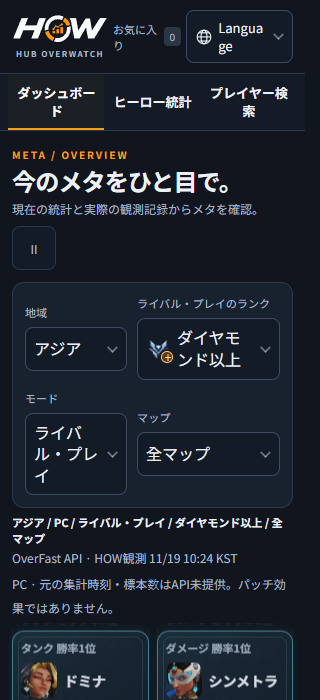 HOW
HUB OVERWATCH
お気に入
り
0
Langua
ge
ダッシュボー
ド
ヒーロー統計
プレイヤー検
索
META / OVERVIEW
今のメタをひと目で。
現在の統計と実際の観測記録からメタを確認。
地域
アジア
ライバル・プレイのランク
ダイヤモ
ンド以上
モード
ライバ
ル・プレ
イ
マップ
全マップ
アジア / PC / ライバル・プレイ / ダイヤモンド以上 / 全
マップ
OverFast API · HOW観測 11/19 10:24 KST
PC · 元の集計時刻・標本数はAPI未提供。パッチ効
果ではありません。
タンク 勝率1位
ドミナ
ダメージ 勝率1位
シンメトラ